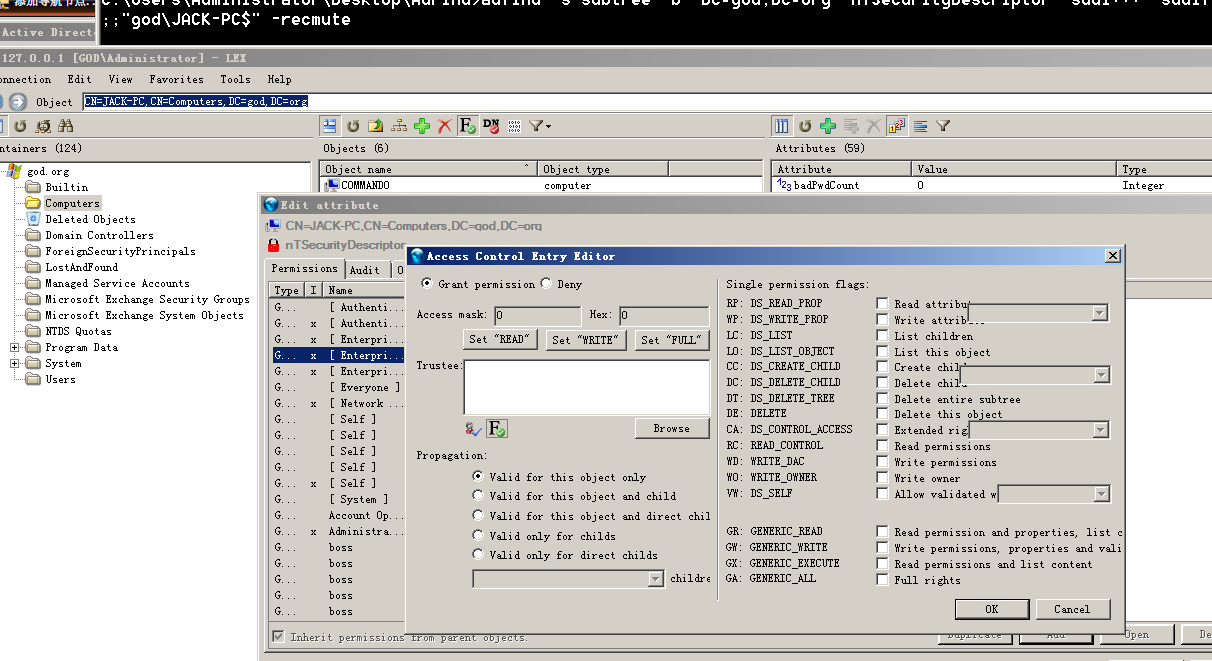 添加导航节点..
C:\Users\Administrator\Desktop\AdFind>adfind -s subtree -b "DC=god,DC=org" nTSecurityDescriptor -sddl+++ -sddlf
;;"god\JACK-PC$" -recmute
Active Direct
127.0.0.1 [GOD\Administrator] - LEX
onnection Edit View Favorites Tools Help
Object CN=JACK-PC,CN=Computers,DC=god,DC=org
ntainers (124)
Objects (6)
Attributes (59)
god.org
Builtin
Computers
Deleted Objects
Domain Controllers
ForeignSecurityPrincipals
LostAndFound
Managed Service Accounts
Microsoft Exchange Security Groups
Microsoft Exchange System Objects
NTDS Quotas
Program Data
System
Users
Object name Object type
COMMANDO computer
Attribute Value Type
badPwdCount 0 Integer
Edit attribute
CN=JACK-PC,CN=Computers,DC=god,DC=org
nTSecurityDescriptor
Permissions Audit O
Type I Name
G... [ Authenti...
G... x [ Authenti...
G... x [ Enterpri...
G... x [ Enterpri...
G... x [ Enterpri...
G... [ Everyone ]
G... x [ Network ...
G... [ Self ]
G... [ Self ]
G... [ Self ]
G... [ Self ]
G... x [ Self ]
G... [ System ]
G... Account Op...
G... x Administra...
G... boss
G... boss
G... boss
G... boss
G... boss
Inherit permissions from parent objects.
Duplicate Add Open De
Access Control Entry Editor
Grant permission Deny
Access mask: 0 Hex: 0
Set "READ" Set "WRITE" Set "FULL"
Trustee:
Browse
Propagation:
Valid for this object only
Valid for this object and child
Valid for this object and direct chil
Valid only for childs
Valid only for direct childs
childre
Single permission flags:
RP: DS_READ_PROP Read attribut
WP: DS_WRITE_PROP Write attribut
LC: DS_LIST List children
LO: DS_LIST_OBJECT List this object
CC: DS_CREATE_CHILD Create chil
DC: DS_DELETE_CHILD Delete chil
DT: DS_DELETE_TREE Delete entire subtree
DE: DELETE Delete this object
CA: DS_CONTROL_ACCESS Extended rig
RC: READ_CONTROL Read permissions
WD: WRITE_DAC Write permissions
WO: WRITE_OWNER Write owner
VW: DS_SELF Allow validated w
GR: GENERIC_READ Read permission and properties, list c
GW: GENERIC_WRITE Write permissions, properties and vali
GX: GENERIC_EXECUTE Read permissions and list content
GA: GENERIC_ALL Full rights
OK Cancel